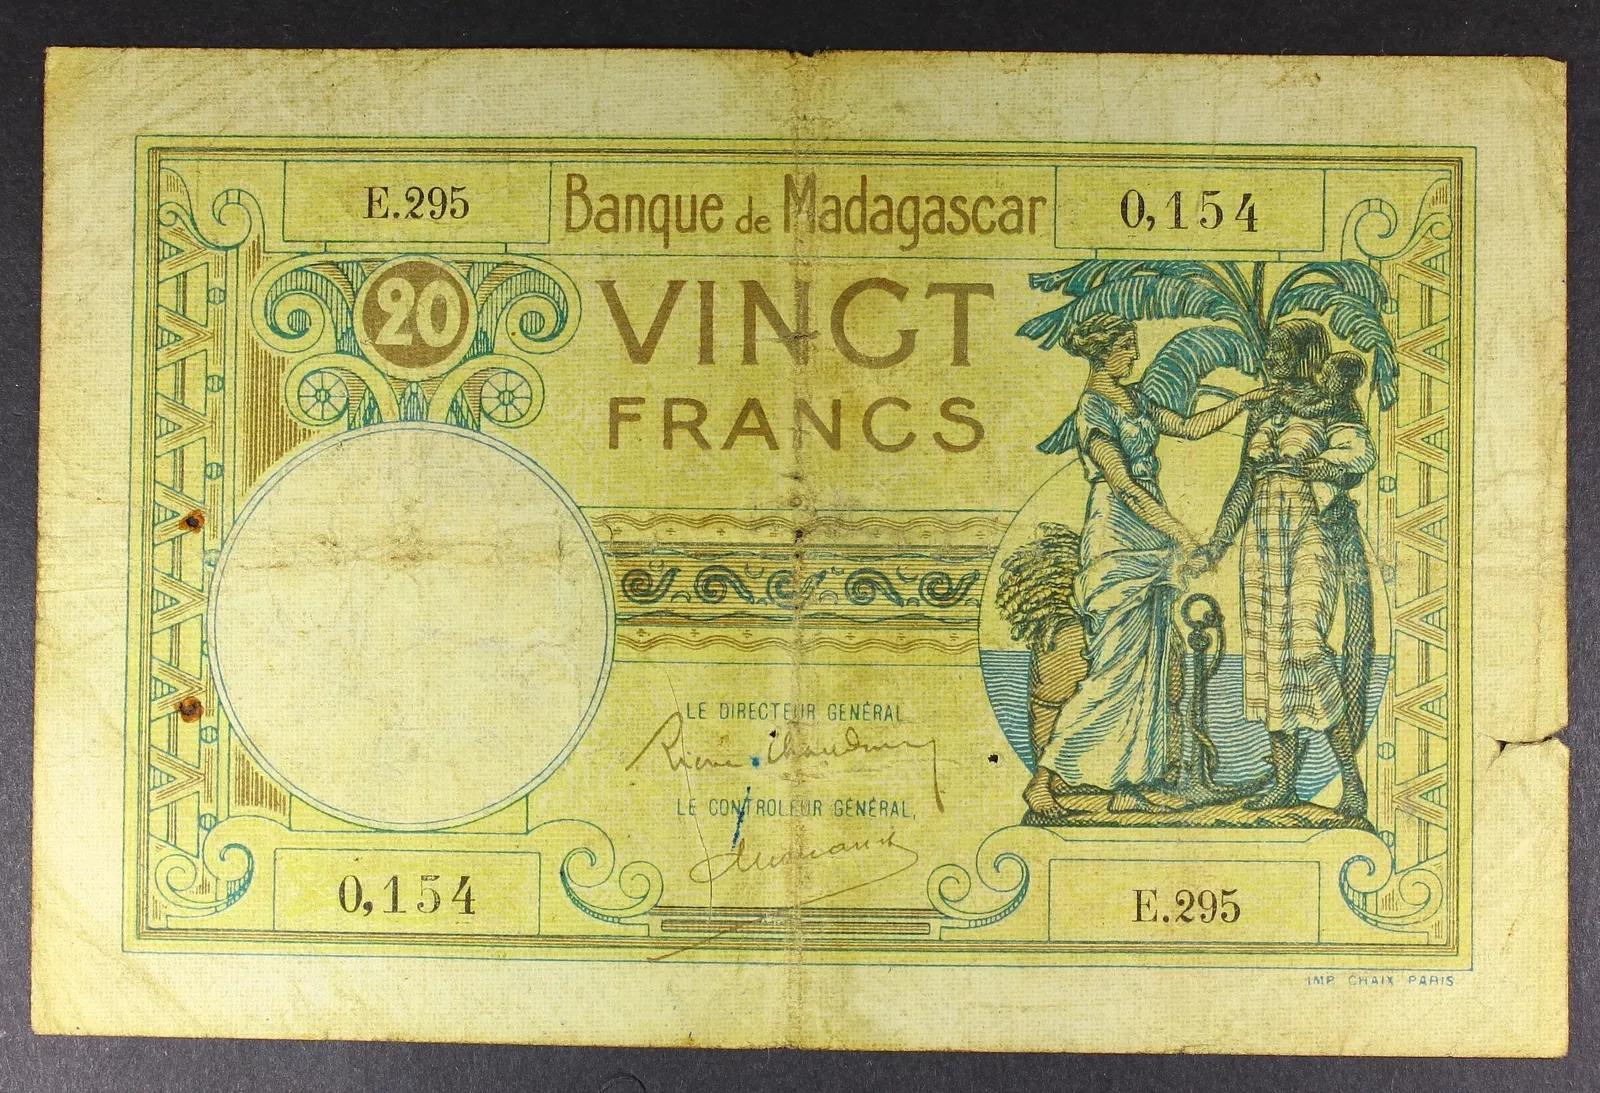 E.295
Banque de Madagascar
0,154
20
VINGT
FRANCS
LE DIRECTEUR GÉNÉRAL
LE CONTROLEUR GÉNÉRAL,
0,154
E.295
IMP. CHAIX PARIS